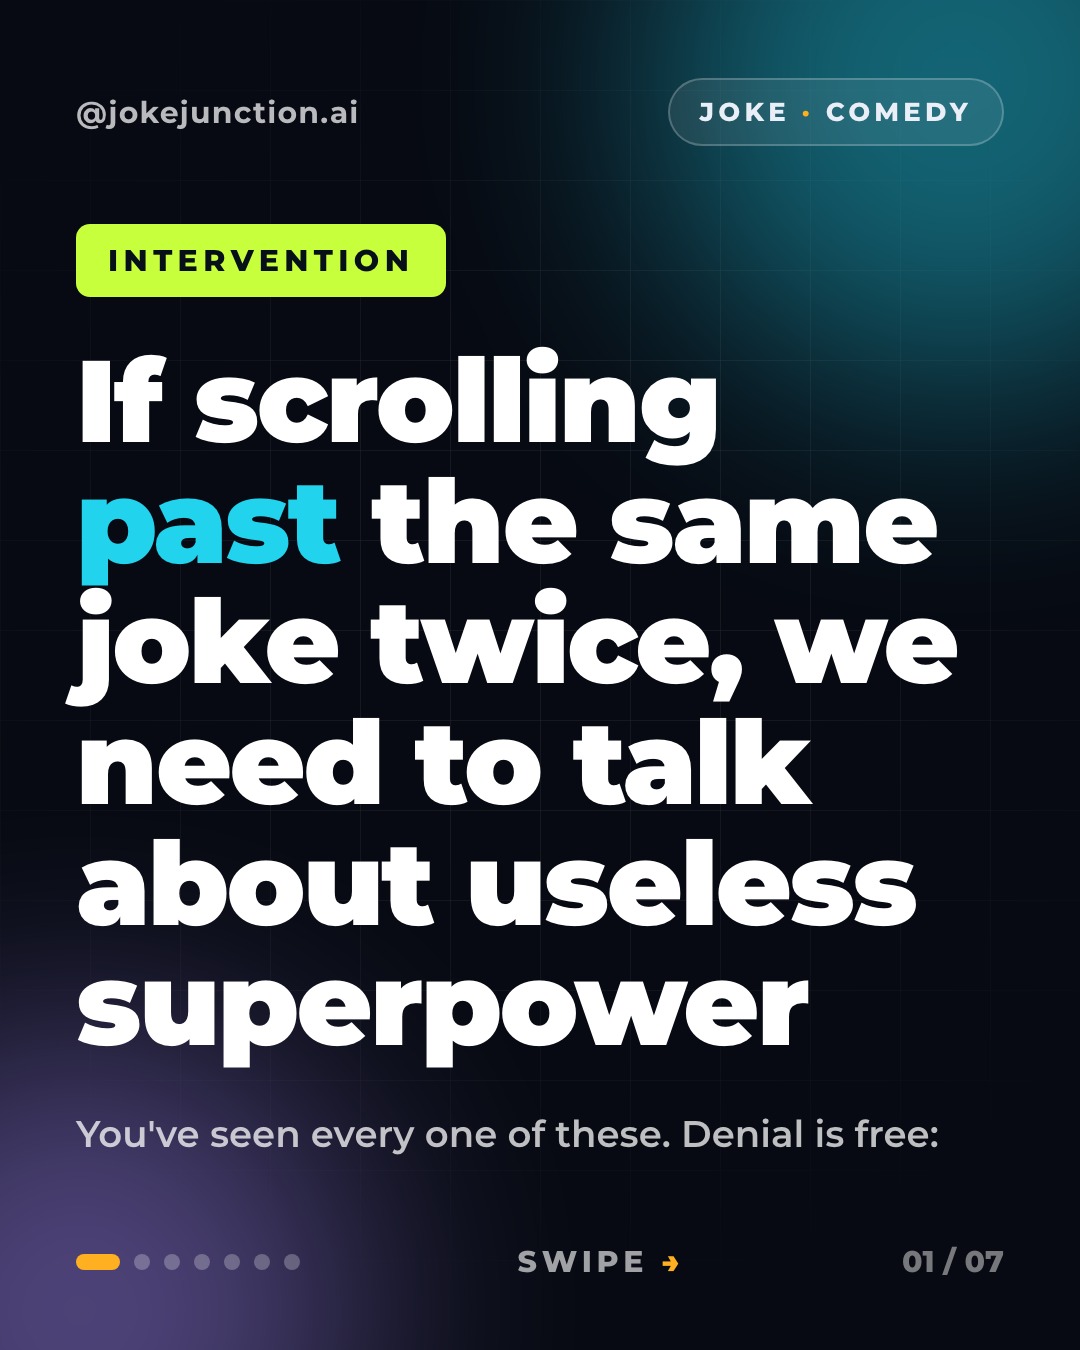 @jokejunction.ai
JOKE • COMEDY
INTERVENTION
If scrolling
past the same
joke twice, we
need to talk
about useless
superpower
You've seen every one of these. Denial is free:
SWIPE →
01 / 07